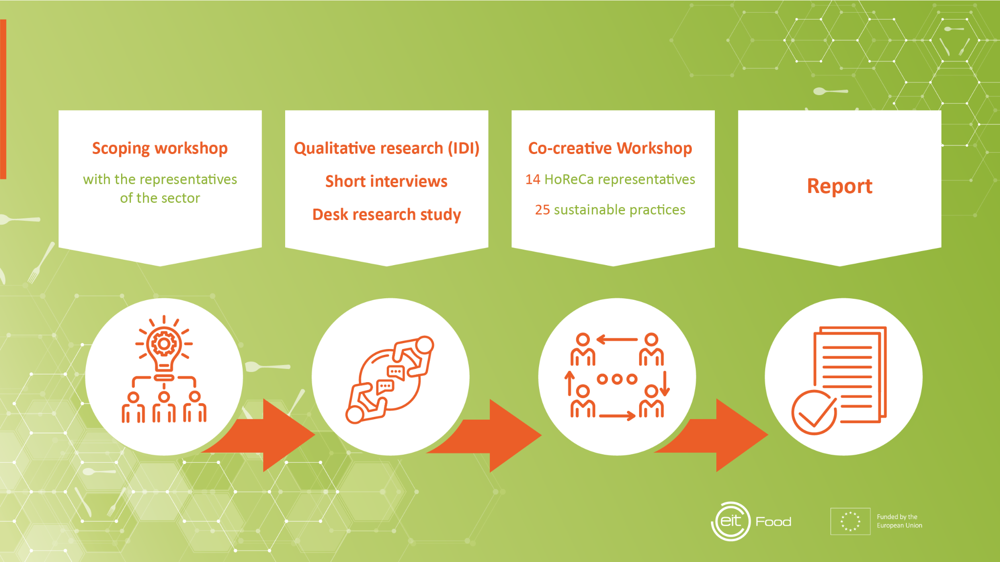 Scoping workshop
with the representatives
of the sector
Qualitative research (IDI)
Short interviews
Desk research study
Co-creative Workshop
14 HoReCa representatives
25 sustainable practices
Report
eit Food
Funded by the
European Union